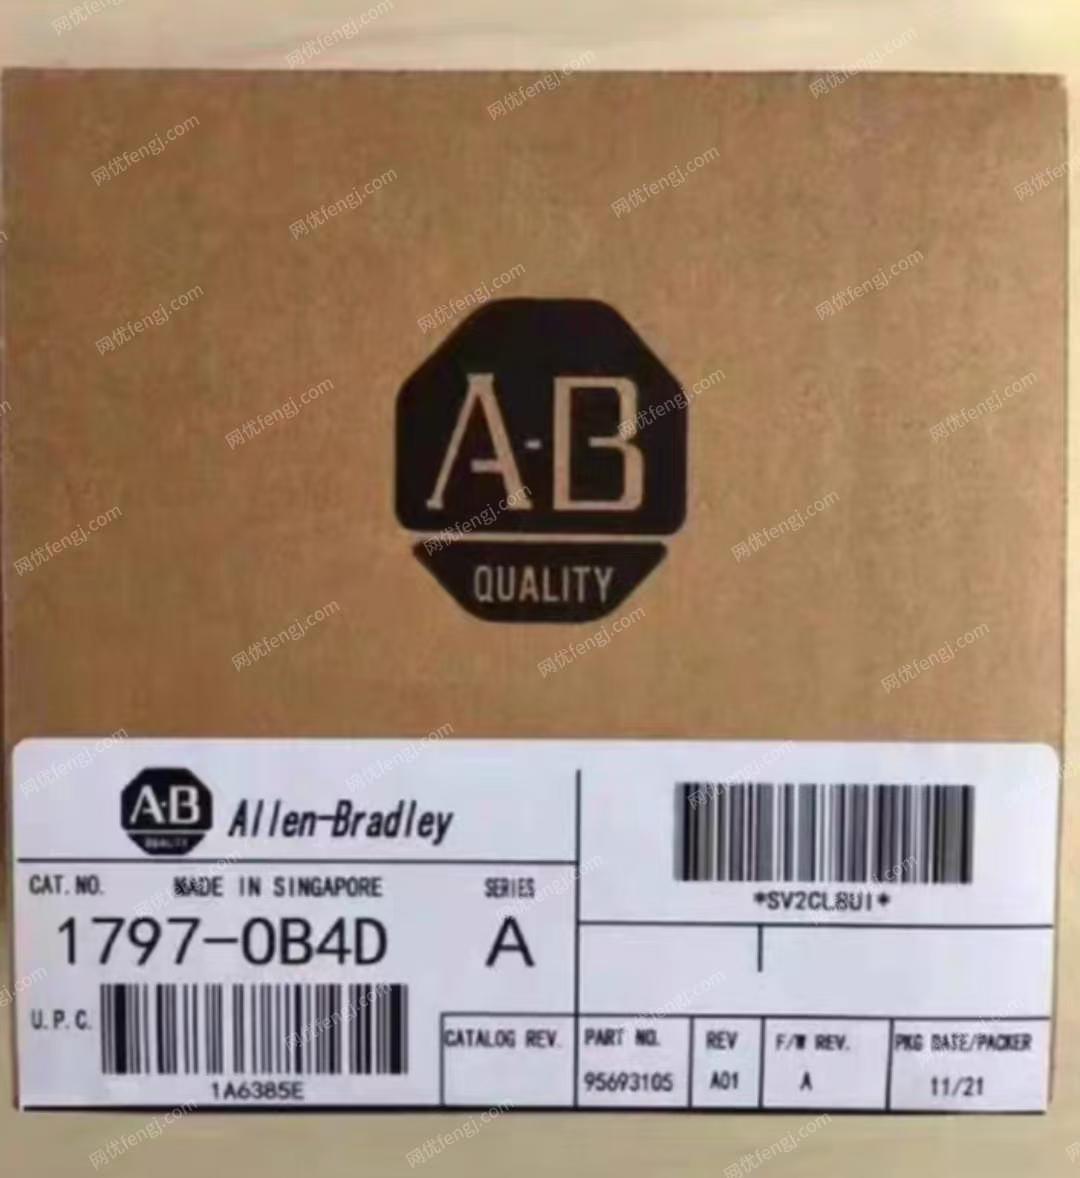 A-B
QUALITY
A·B
QUALITY
Allen-Bradley
*SV2CL8UI*
CAT. NO.
MADE IN SINGAPORE
SERIES
1797-OB4D
A
U.P.C.
1A6385E
CATALOG REV.
PART NO.
95693105
REV
A01
F/W REV.
A
PKG DATE/PACKER
11/21
网优fengj.com